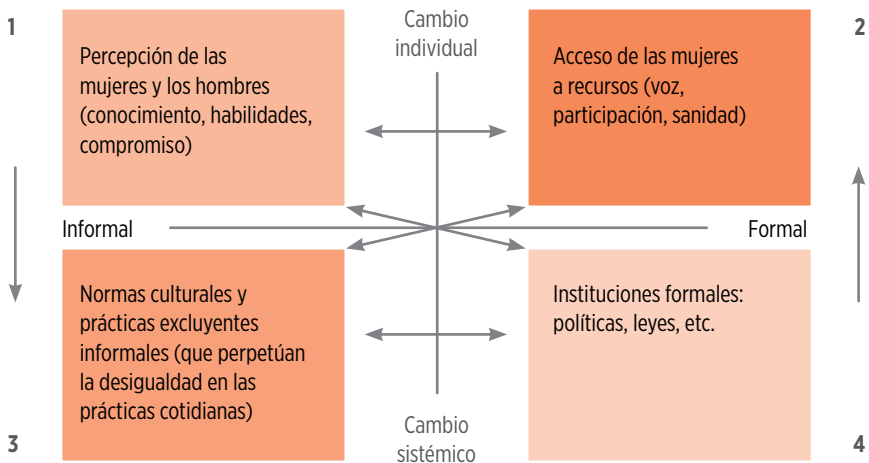 1
Percepción de las
mujeres y los hombres
(conocimiento, habilidades,
compromiso)
Cambio
individual
Acceso de las mujeres
a recursos (voz,
participación, sanidad)
2
Informal
Formal
Normas culturales y
prácticas excluyentes
informales (que perpetúan
la desigualdad en las
prácticas cotidianas)
Instituciones formales:
políticas, leyes, etc.
3
Cambio
sistémico
4